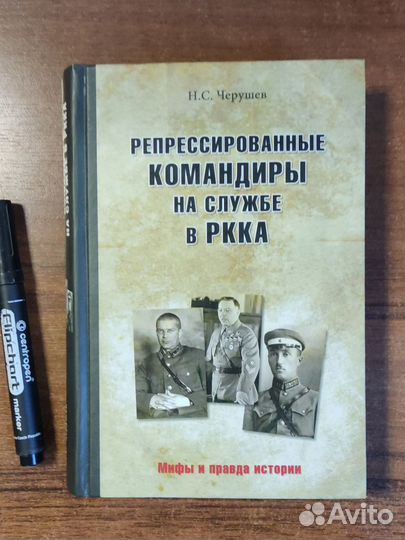 Н.С. Черушев
РЕПРЕССИРОВАННЫЕ
КОМАНДИРЫ
НА СЛУЖБЕ
В РККА
Мифы и правда истории
centropen
Flipchart
marker
Avito